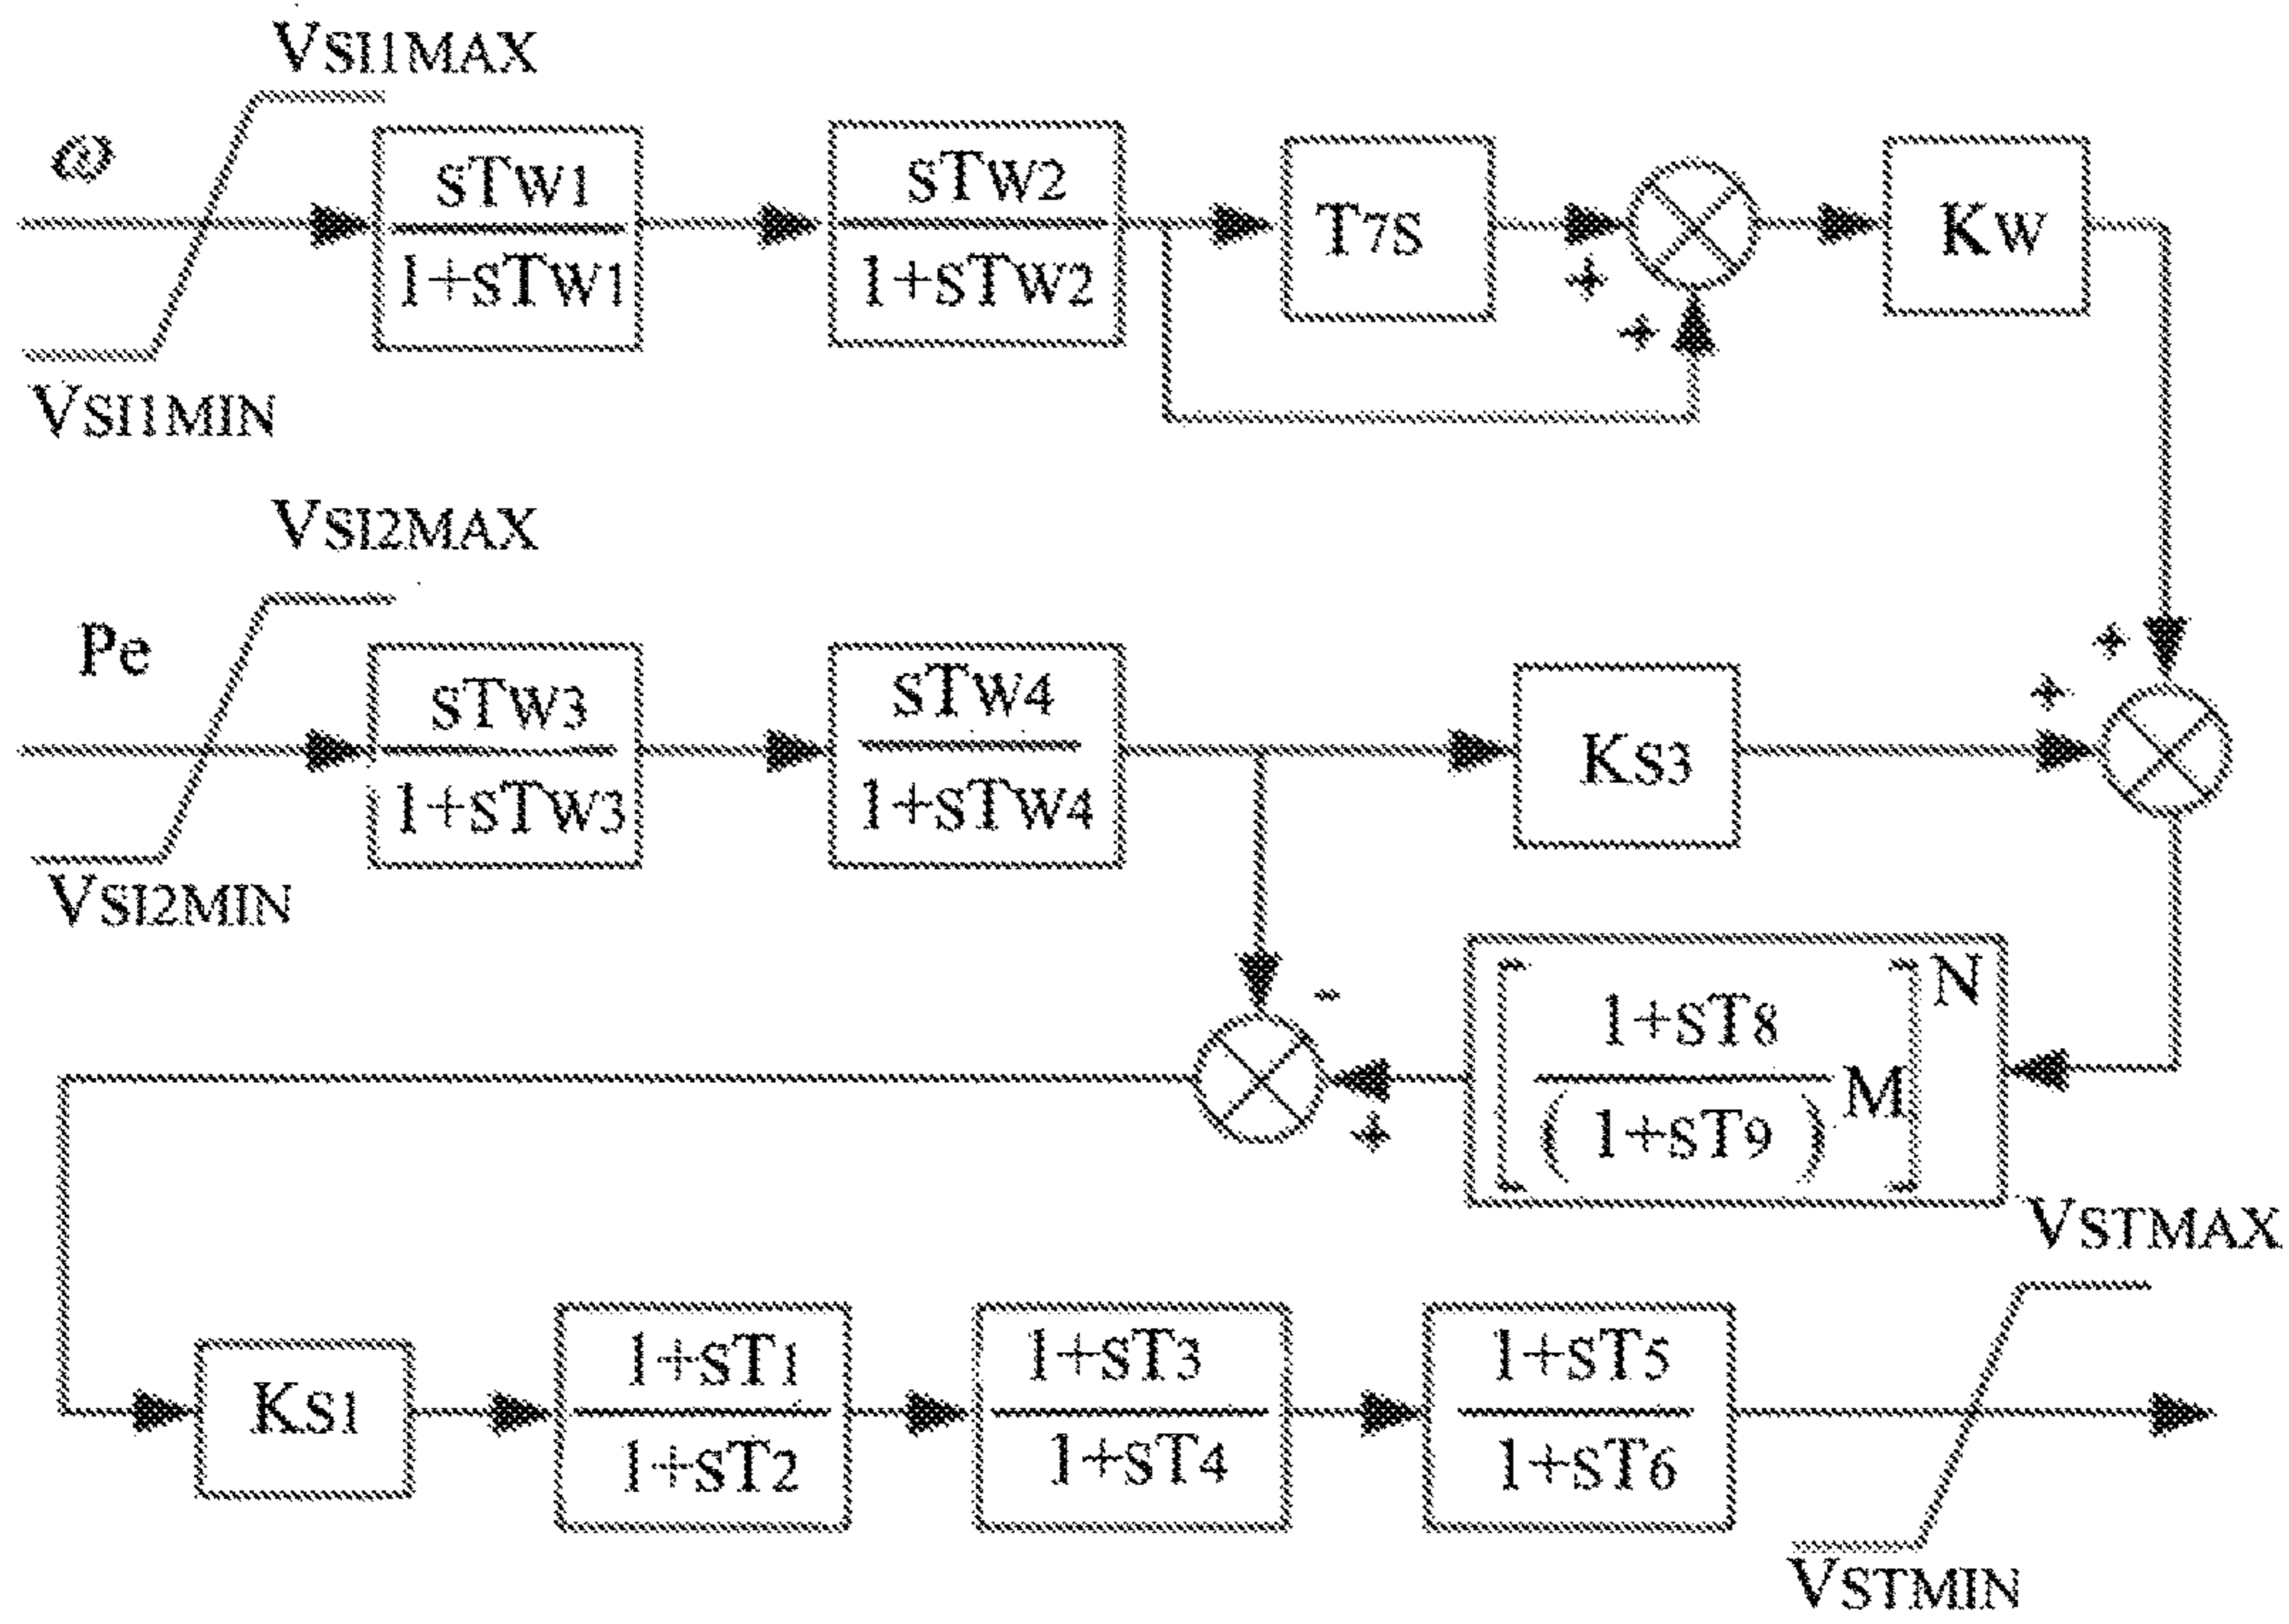 VSI1MAX
ω
sTW1
1+sTW1
sTW2
1+sTW2
T7S
+
+
KW
VSI1MIN
VSI2MAX
Pe
sTW3
1+sTW3
sTW4
1+sTW4
KS3
+
+
VSI2MIN
-
+
[1+sT8
(1+sT9)M]N
VSTMAX
KS1
1+sT1
1+sT2
1+sT3
1+sT4
1+sT5
1+sT6
VSTMIN